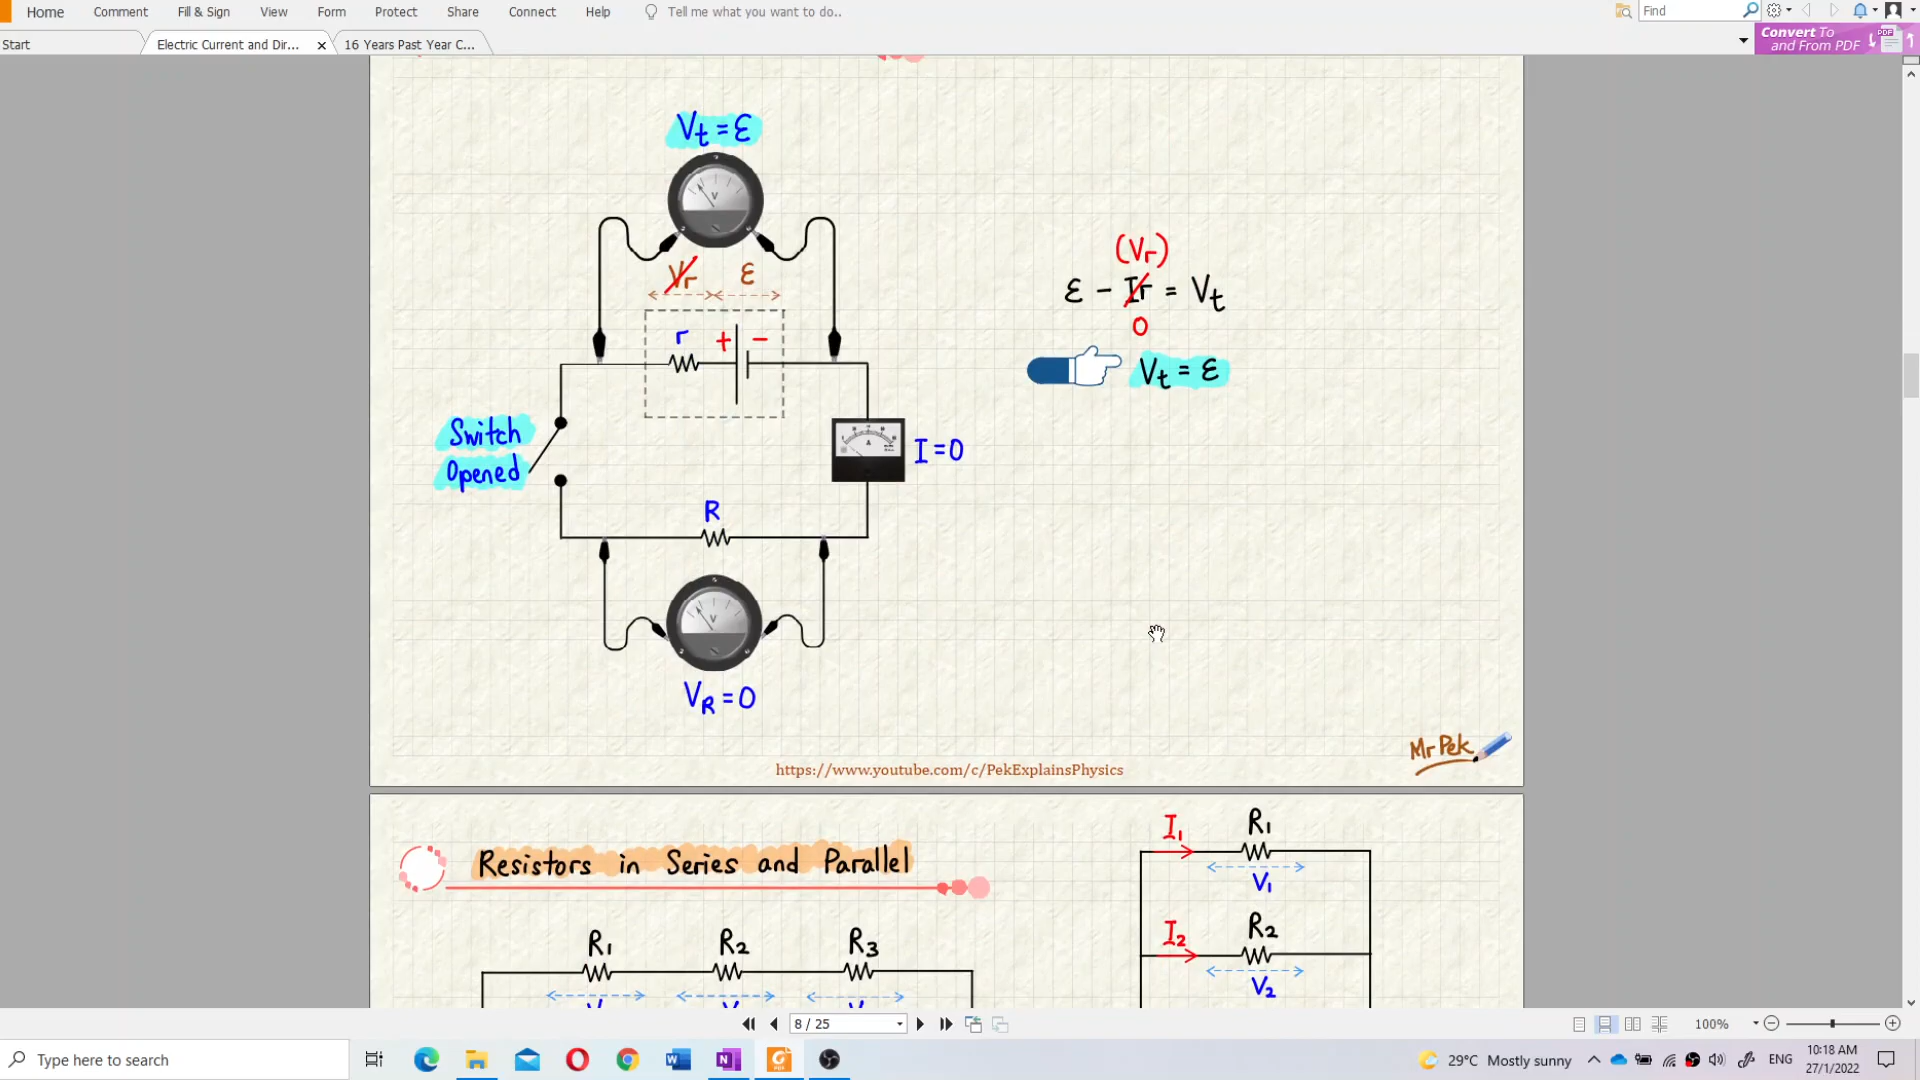 Home Comment Fill & Sign View Form Protect Share Connect Help Tell me what you want to do.. Find
Start Electric Current and Dir... × 16 Years Past Year C... Convert To and From PDF PDF
Vt = Ɛ
V
Vr Ɛ
r + −
(Vr)
Ɛ − Ir = Vt
0
Vt = Ɛ
Switch
Opened
A
I = 0
R
V
VR = 0
Mr Pek
https://www.youtube.com/c/PekExplainsPhysics
Resistors in Series and Parallel
R1 R2 R3
V V V
I1 R1
V1
I2 R2
V2
8 / 25 100%
Type here to search 29°C Mostly sunny ENG 10:18 AM
27/1/2022